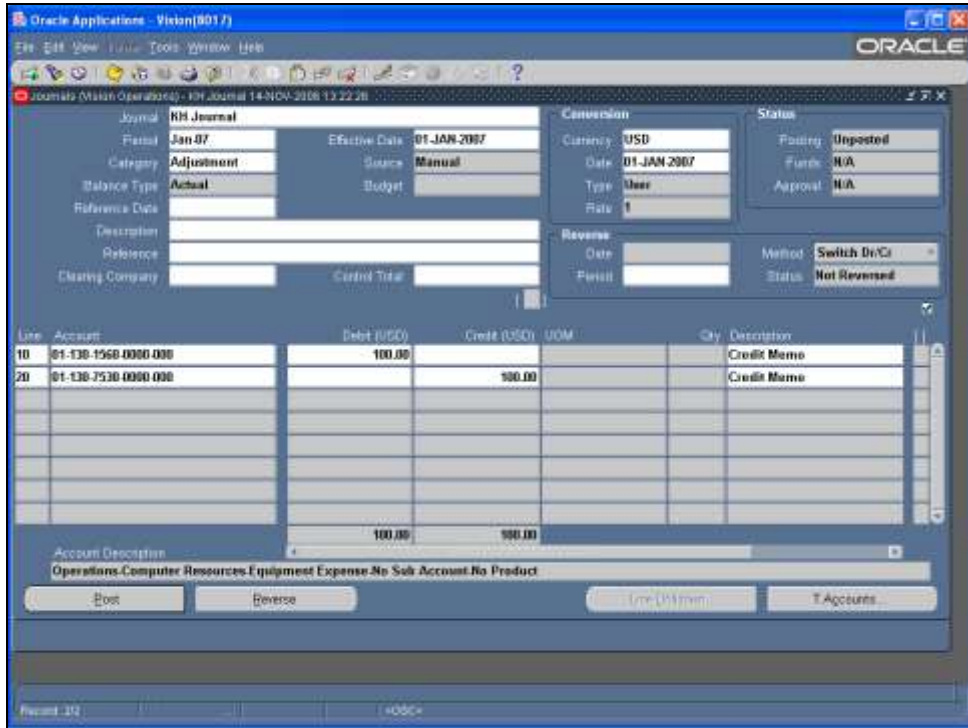 Oracle Applications - Vision(8017)
File Edit View Tools Window Help
ORACLE
Journals (Vision Operations) - KH Journal 14-NOV-2006 13:22:28
Journal KH Journal
Period Jan-07 Effective Date 01-JAN-2007
Category Adjustment Source Manual
Balance Type Actual Budget
Reference Date
Description
Reference
Clearing Company Control Total
Conversion
Currency USD
Date 01-JAN-2007
Type User
Rate 1
Status
Posting Unposted
Funds N/A
Approval N/A
Reverse
Date Method Switch Dr/Cr
Period Status Not Reversed
[ ]
Line Account Debit (USD) Credit (USD) UOM Qty Description [ ]
10 01-130-1560-0000-000 100.00 Credit Memo
20 01-130-7530-0000-000 100.00 Credit Memo
100.00 100.00
Account Description
Operations-Computer Resources-Equipment Expense-No Sub Account-No Product
Post Reverse T Accounts...
Record: 2/2 <OSC>